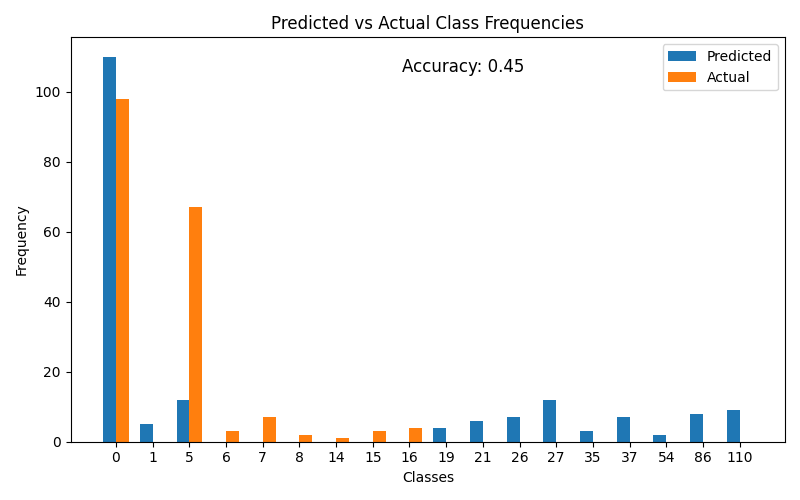 Predicted vs Actual Class Frequencies
Accuracy: 0.45
Predicted
Actual
Frequency
100
80
60
40
20
0
0 1 5 6 7 8 14 15 16 19 21 26 27 35 37 54 86 110
Classes